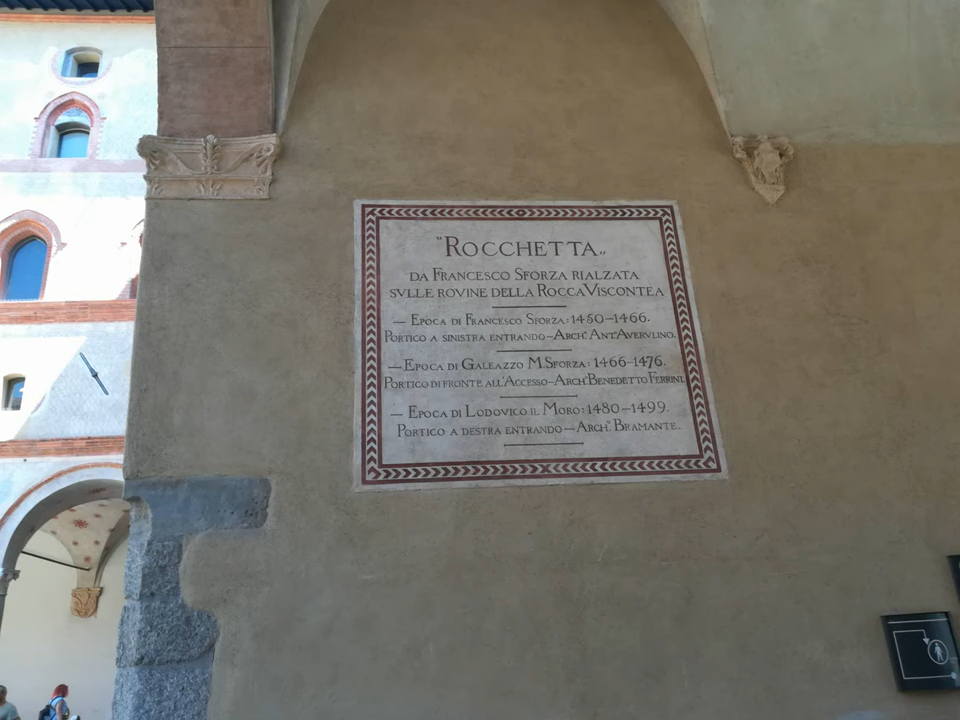 "ROCCHETTA„
DA FRANCESCO SFORZA RIALZATA
SVLLE ROVINE DELLA ROCCA VISCONTEA
— EPOCA DI FRANCESCO SFORZA: 1450–1466.
PORTICO A SINISTRA ENTRANDO–ARCH. ANT. AVERVLINO.
— EPOCA DI GALEAZZO M. SFORZA: 1466–1476.
PORTICO DI FRONTE ALL'ACCESSO–ARCH. BENEDETTO FERRINI.
— EPOCA DI LODOVICO IL MORO: 1480–1499.
PORTICO A DESTRA ENTRANDO — ARCH. BRAMANTE.